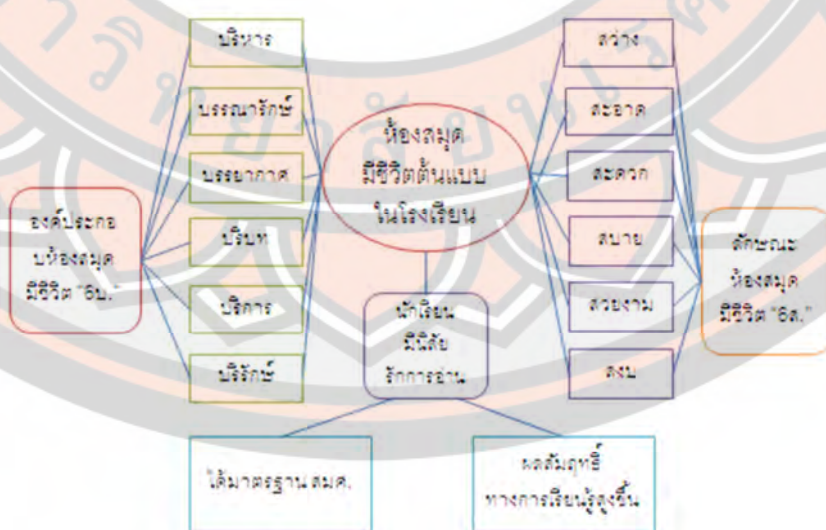 บริหาร
บรรณารักษ์
บรรยากาศ
บริบท
บริการ
บริรักษ์
องค์ประกอ
บห้องสมุด
มีชีวิต "6บ."
ห้องสมุด
มีชีวิตต้นแบบ
ในโรงเรียน
นักเรียน
มีนิสัย
รักการอ่าน
สว่าง
สะอาด
สะดวก
สบาย
สวยงาม
สงบ
ลักษณะ
ห้องสมุด
มีชีวิต "6ส."
ได้มาตรฐาน สมศ.
ผลสัมฤทธิ์
ทางการเรียนรู้สูงขึ้น